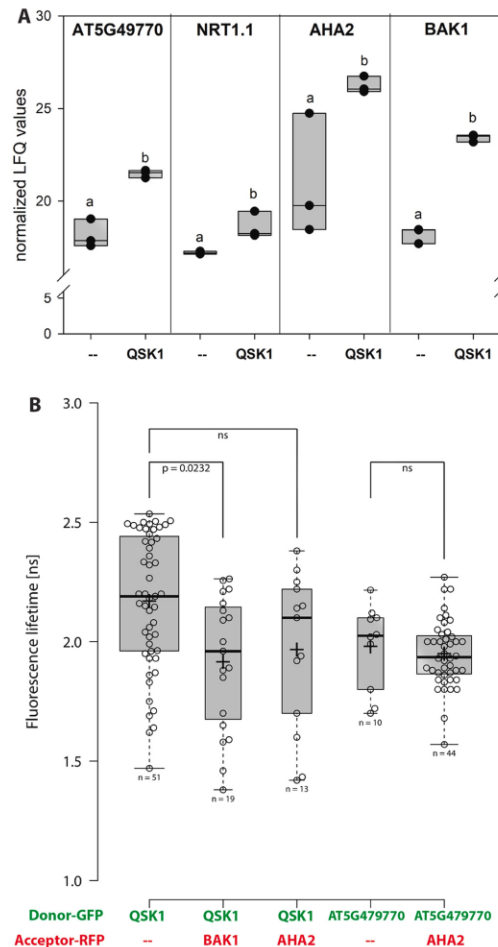 A
AT5G49770 NRT1.1 AHA2 BAK1
normalized LFQ values
30
25
20
5
0
a b a b a b a b
-- QSK1 -- QSK1 -- QSK1 -- QSK1
B
Fluorescence lifetime [ns]
3.0
2.5
2.0
1.5
1.0
ns
p = 0.0232
ns
n = 51
n = 19
n = 13
n = 10
n = 44
Donor-GFP QSK1 QSK1 QSK1 AT5G479770 AT5G479770
Acceptor-RFP -- BAK1 AHA2 -- AHA2